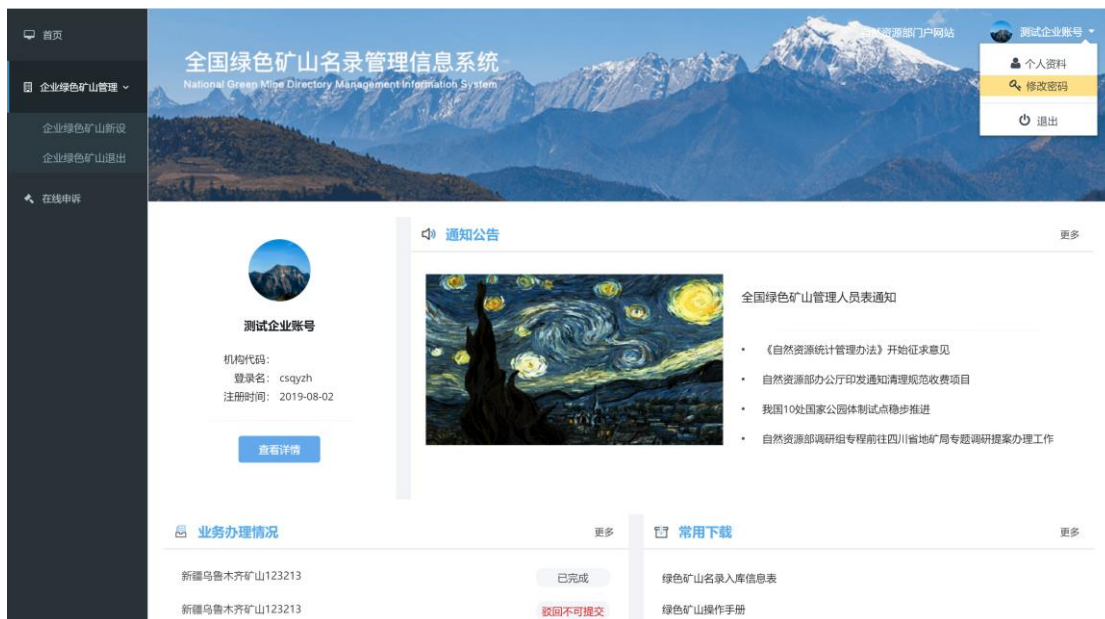 首页
企业绿色矿山管理
企业绿色矿山新设
企业绿色矿山退出
在线申诉
全国绿色矿山名录管理信息系统
National Green Mine Directory Management Information System
自然资源部门户网站
测试企业账号
个人资料
修改密码
退出
测试企业账号
机构代码：
登录名： csqyzh
注册时间： 2019-08-02
查看详情
通知公告
更多
全国绿色矿山管理人员表通知
• 《自然资源统计管理办法》开始征求意见
• 自然资源部办公厅印发通知清理规范收费项目
• 我国10处国家公园体制试点稳步推进
• 自然资源部调研组专程前往四川省地矿局专题调研提案办理工作
业务办理情况
更多
新疆乌鲁木齐矿山123213
已完成
新疆乌鲁木齐矿山123213
驳回不可提交
常用下载
更多
绿色矿山名录入库信息表
绿色矿山操作手册